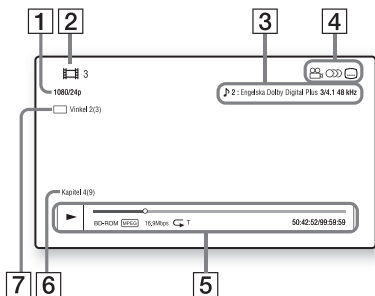 1 2 3 4
3
1080/24p
♪ 2 : Engelska Dolby Digital Plus 3/4.1 48 kHz
Vinkel 2(3)
Kapitel 4(9)
BD-ROM MPEG 16,9Mbps T 50:42:52/99:59:59
7 6 5